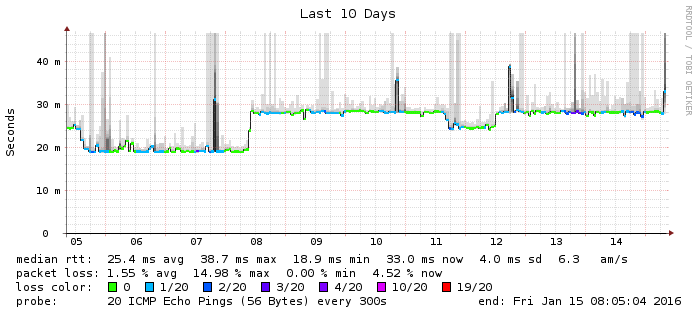 Last 10 Days
RRDTOOL / TOBI OETIKER
Seconds
40 m
30 m
20 m
10 m
0
05 06 07 08 09 10 11 12 13 14
median rtt: 25.4 ms avg 38.7 ms max 18.9 ms min 33.0 ms now 4.0 ms sd 6.3 am/s
packet loss: 1.55 % avg 14.98 % max 0.00 % min 4.52 % now
loss color: 0 1/20 2/20 3/20 4/20 10/20 19/20
probe: 20 ICMP Echo Pings (56 Bytes) every 300s end: Fri Jan 15 08:05:04 2016